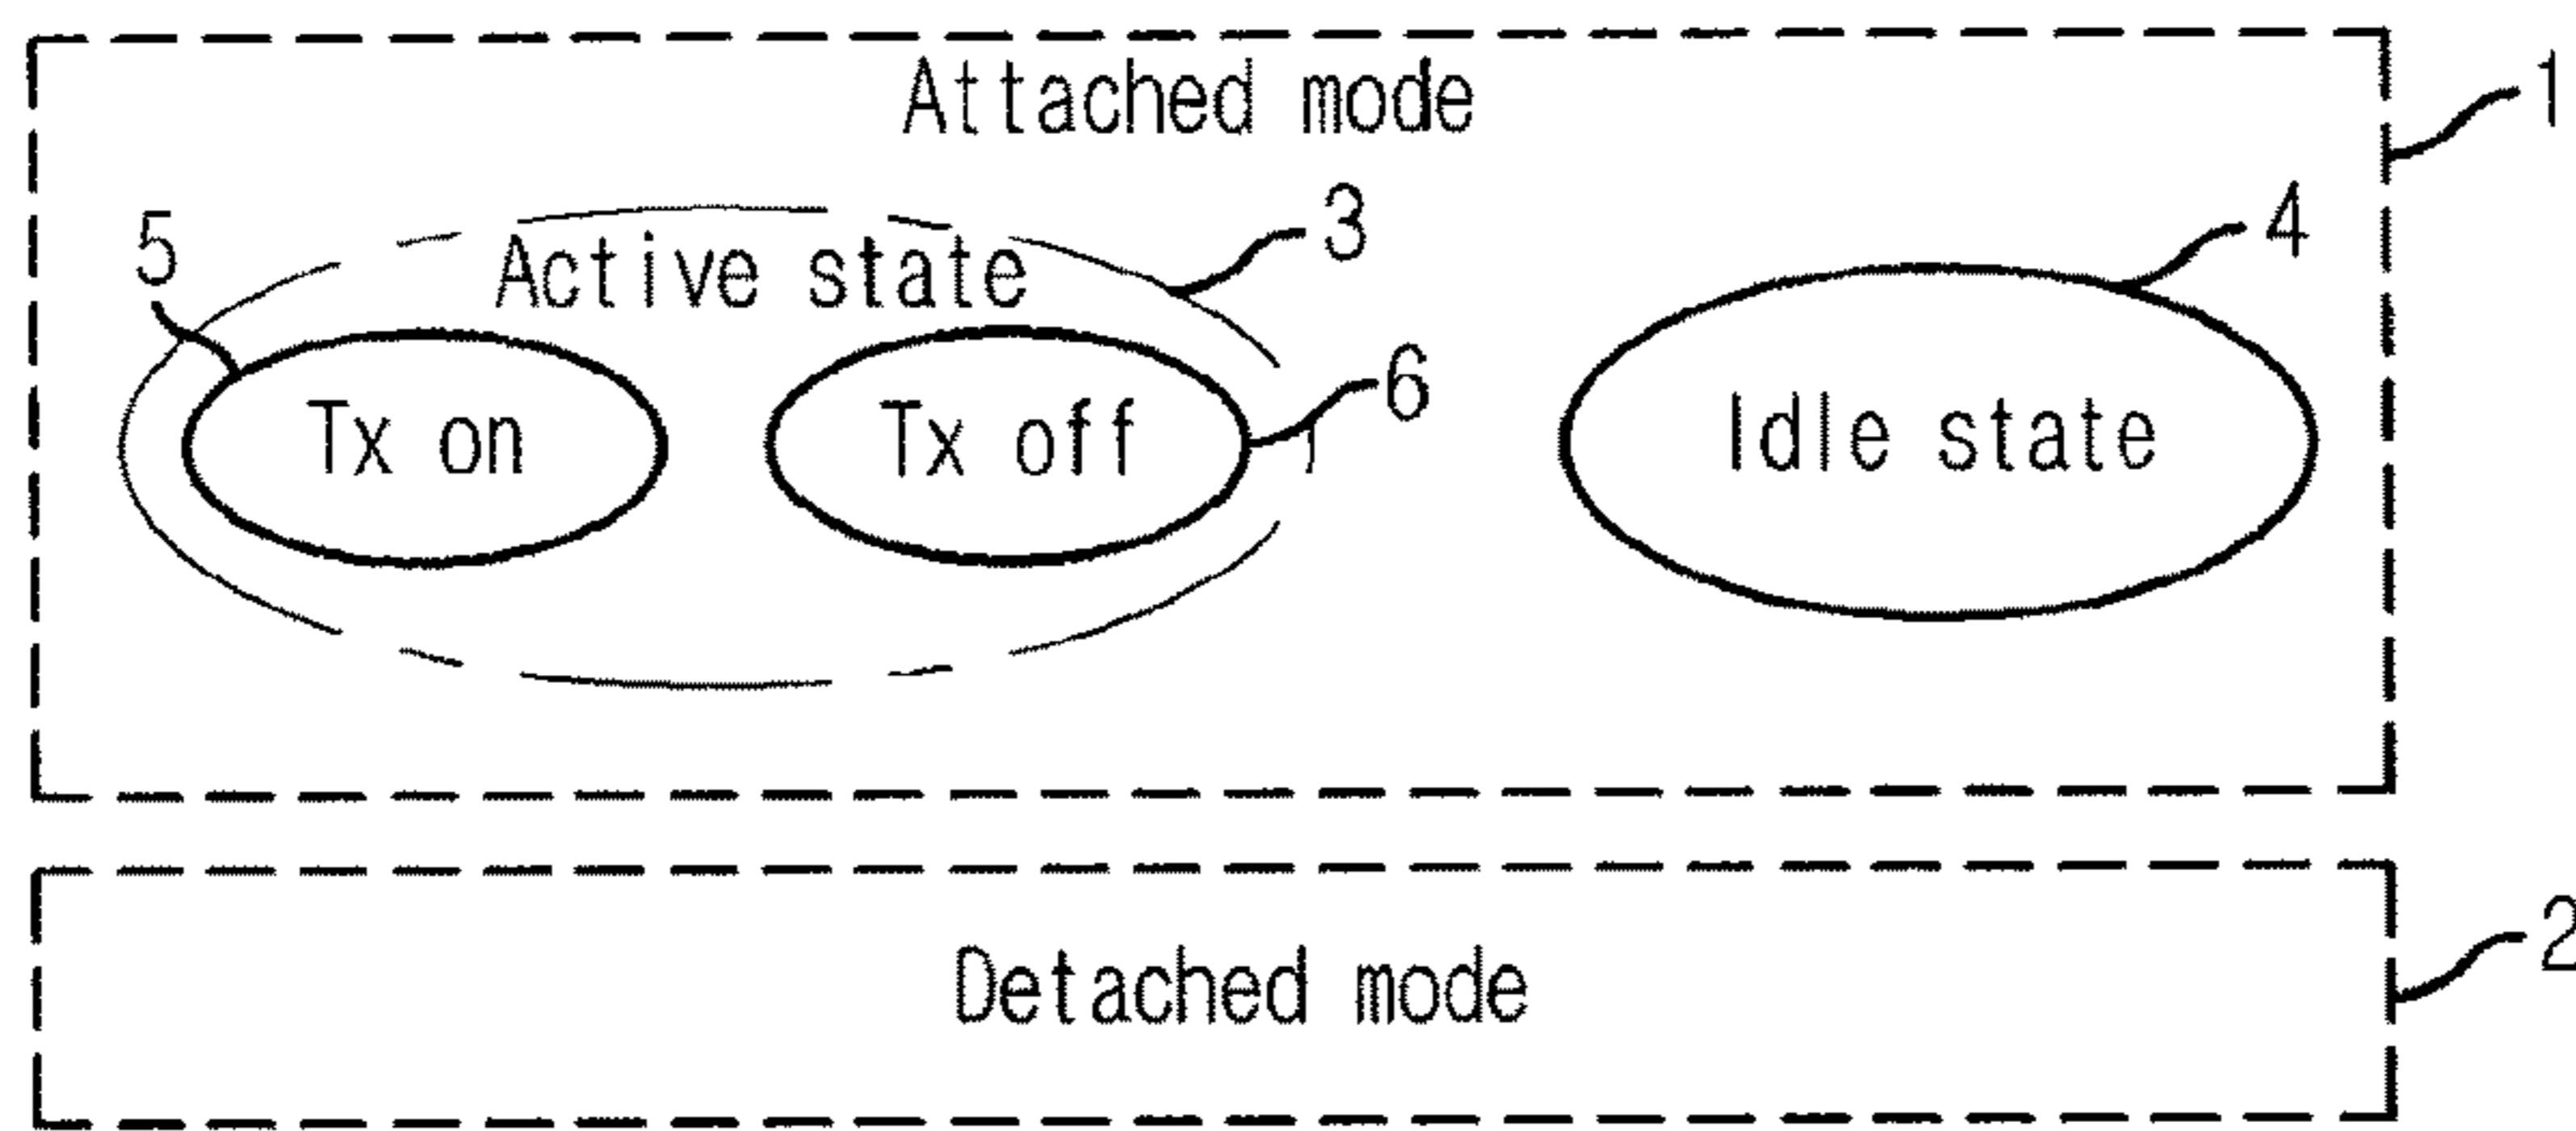 Attached mode
1
3
4
5
Active state
6
Tx on
Tx off
Idle state
2
Detached mode